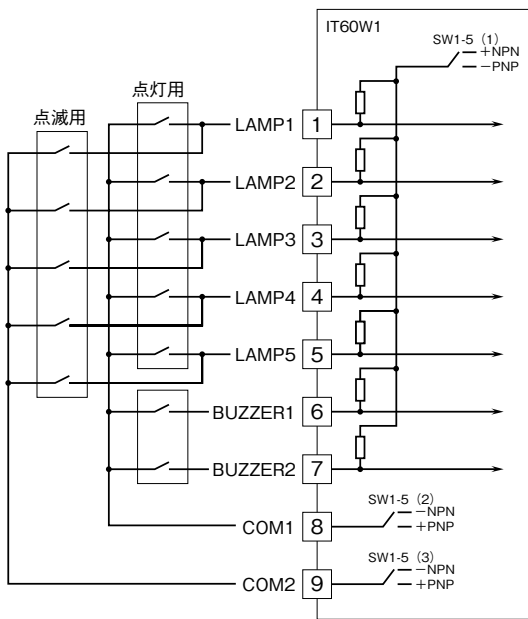 IT60W1
SW1-5 (1)
+NPN
−PNP
点灯用
点滅用
LAMP1 1
LAMP2 2
LAMP3 3
LAMP4 4
LAMP5 5
BUZZER1 6
BUZZER2 7
SW1-5 (2)
−NPN
+PNP
COM1 8
SW1-5 (3)
−NPN
+PNP
COM2 9